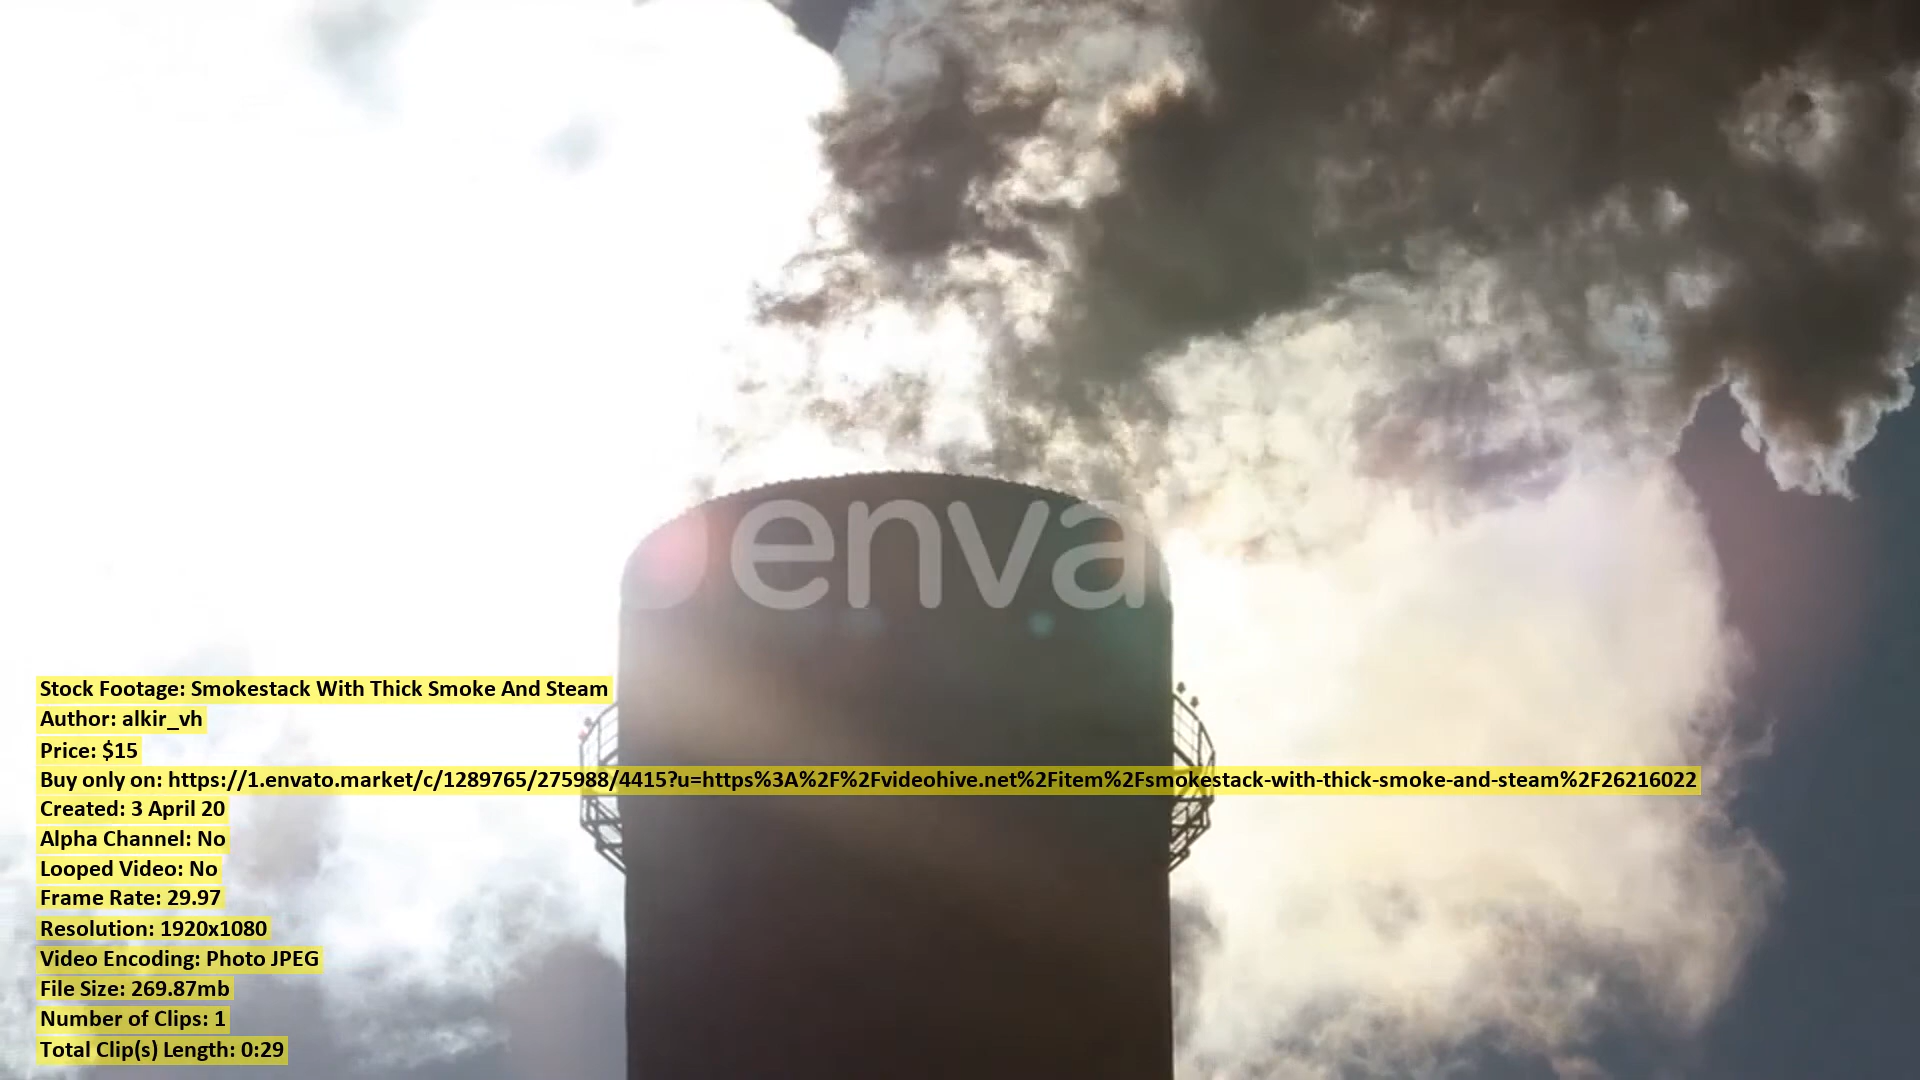 enva
Stock Footage: Smokestack With Thick Smoke And Steam
Author: alkir_vh
Price: $15
Buy only on: https://1.envato.market/c/1289765/275988/4415?u=https%3A%2F%2Fvideohive.net%2Fitem%2Fsmokestack-with-thick-smoke-and-steam%2F26216022
Created: 3 April 20
Alpha Channel: No
Looped Video: No
Frame Rate: 29.97
Resolution: 1920x1080
Video Encoding: Photo JPEG
File Size: 269.87mb
Number of Clips: 1
Total Clip(s) Length: 0:29